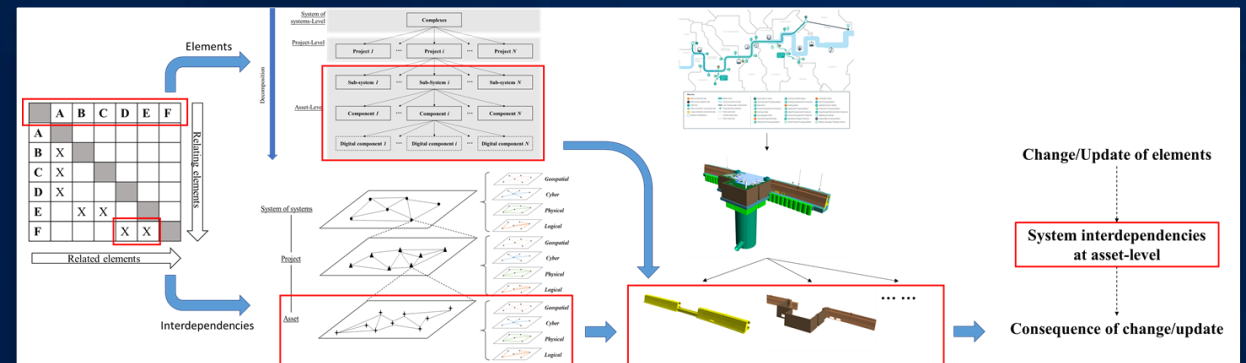 Elements
A B C D E F
A
B X
C X
D X
E X X
F X X
Relating elements
Related elements
Interdependencies
Decomposition
System of
systems-Level
Complexes
Project-Level
Project 1 ... Project i ... Project N
Asset-Level
Sub-system 1 ... Sub-System i ... Sub-system N
Component 1 ... Component i ... Component N
Digital component 1 ... Digital component i ... Digital component N
System of systems
Geospatial
Cyber
Physical
Logical
Project
Geospatial
Cyber
Physical
Logical
Asset
Geospatial
Cyber
Physical
Logical
... ...
Change/Update of elements
System interdependencies
at asset-level
Consequence of change/update